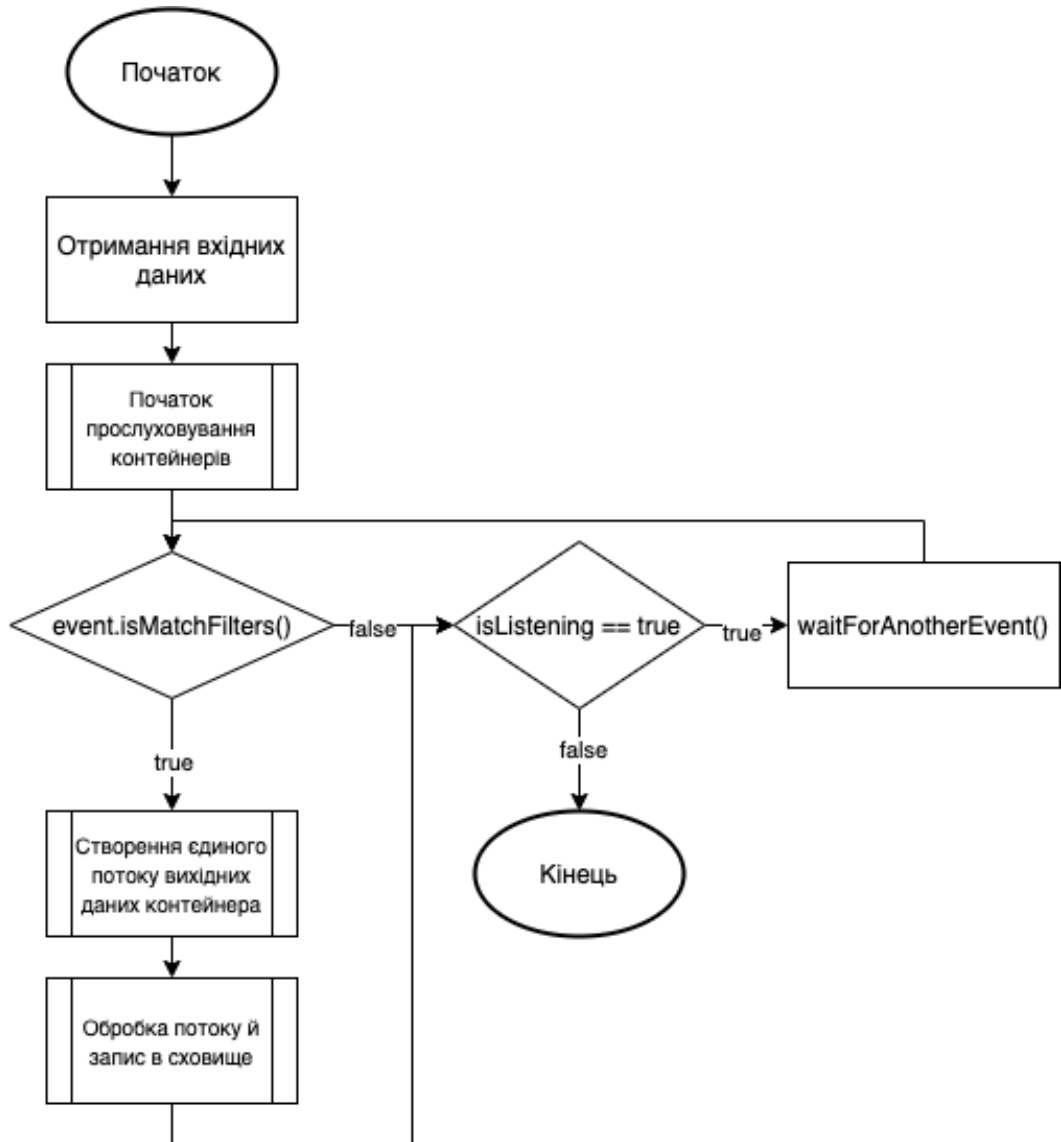 Початок
Отримання вхідних
даних
Початок
прослуховування
контейнерів
event.isMatchFilters()
false
isListening == true
true
waitForAnotherEvent()
true
false
Створення єдиного
потоку вихідних
даних контейнера
Кінець
Обробка потоку й
запис в сховище